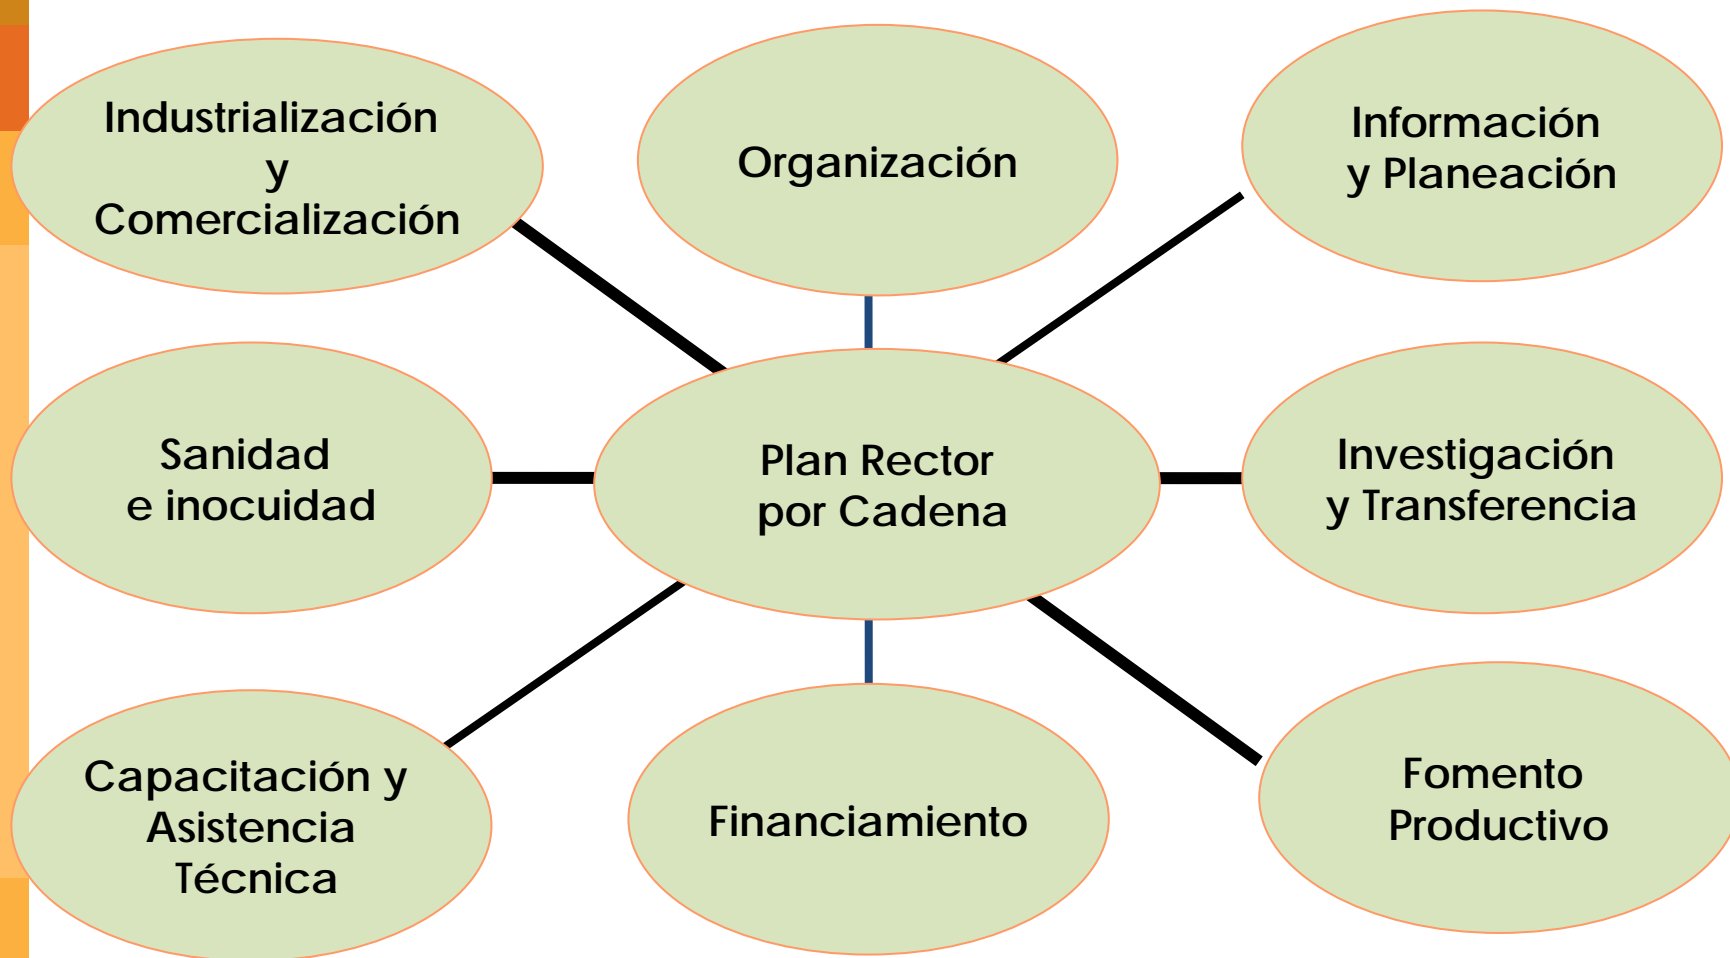 Industrialización
y
Comercialización
Organización
Información
y Planeación
Sanidad
e inocuidad
Plan Rector
por Cadena
Investigación
y Transferencia
Capacitación y
Asistencia
Técnica
Financiamiento
Fomento
Productivo